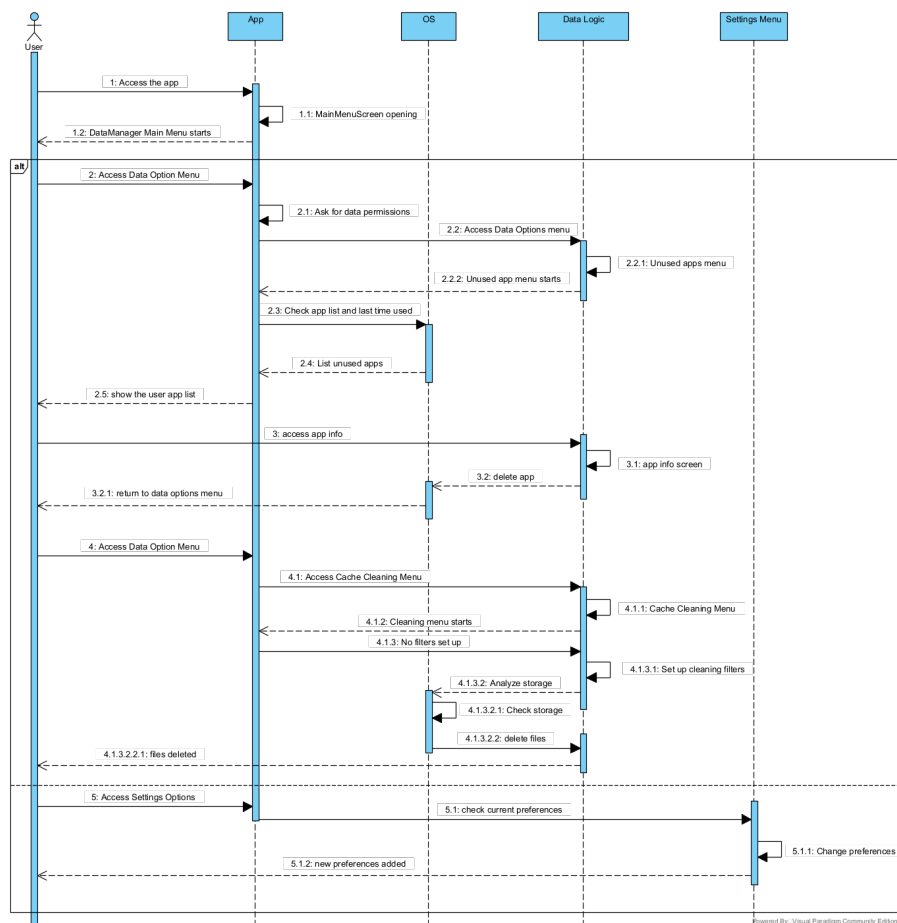 App
OS
Data Logic
Settings Menu
User
1: Access the app
1.1: MainMenuScreen opening
1.2: DataManager Main Menu starts
alt
2: Access Data Option Menu
2.1: Ask for data permissions
2.2: Access Data Options menu
2.2.1: Unused apps menu
2.2.2: Unused app menu starts
2.3: Check app list and last time used
2.4: List unused apps
2.5: show the user app list
3: access app info
3.1: app info screen
3.2: delete app
3.2.1: return to data options menu
4: Access Data Option Menu
4.1: Access Cache Cleaning Menu
4.1.1: Cache Cleaning Menu
4.1.2: Cleaning menu starts
4.1.3: No filters set up
4.1.3.1: Set up cleaning filters
4.1.3.2: Analyze storage
4.1.3.2.1: Check storage
4.1.3.2.2: delete files
4.1.3.2.2.1: files deleted
5: Access Settings Options
5.1: check current preferences
5.1.1: Change preferences
5.1.2: new preferences added
Powered By: Visual Paradigm Community Edition